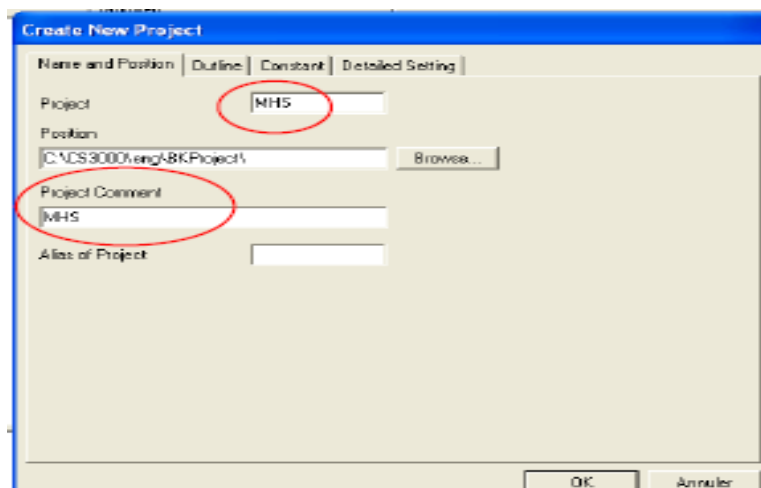 Create New Project
Name and Position Outline Constant Detailed Setting
Project MHS
Position
C:\CS3000\eng\BKProject\ Browse...
Project Comment
MHS
Alias of Project
OK Annuler